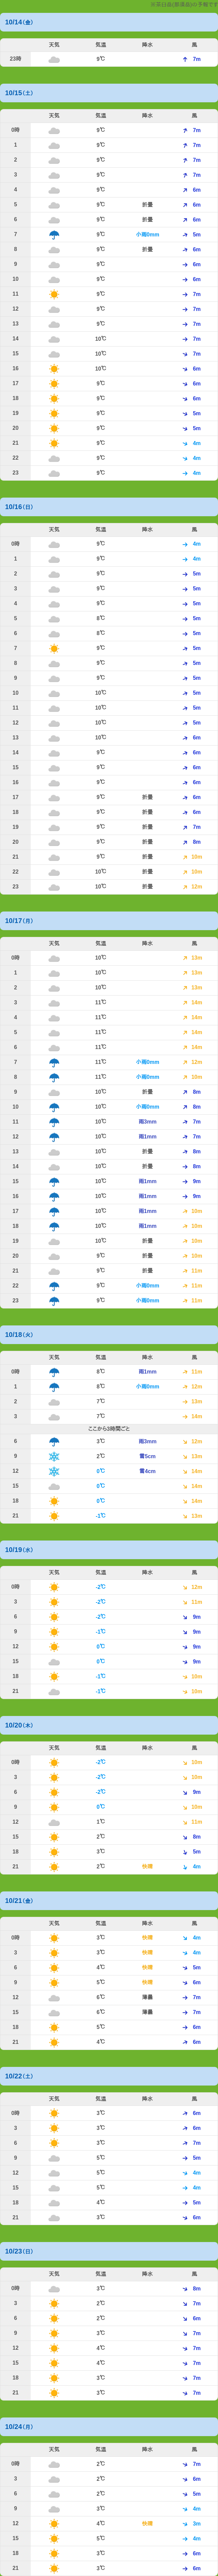 10/14(金)
天気 気温 降水 風
23時 9℃ 7m
10/15(土)
天気 気温 降水 風
0時 9℃ 7m
1 9℃ 7m
2 9℃ 7m
3 9℃ 7m
4 9℃ 6m
5 9℃ 折畳 6m
6 9℃ 折畳 6m
7 9℃ 小雨0mm 5m
8 9℃ 折畳 6m
9 9℃ 6m
10 9℃ 6m
11 9℃ 7m
12 9℃ 7m
13 9℃ 7m
14 10℃ 7m
15 10℃ 7m
16 10℃ 6m
17 9℃ 6m
18 9℃ 6m
19 9℃ 5m
20 9℃ 5m
21 9℃ 4m
22 9℃ 4m
23 9℃ 4m
10/16(日)
天気 気温 降水 風
0時 9℃ 4m
1 9℃ 4m
2 9℃ 5m
3 9℃ 5m
4 9℃ 5m
5 8℃ 5m
6 8℃ 5m
7 9℃ 5m
8 9℃ 5m
9 9℃ 5m
10 10℃ 5m
11 10℃ 5m
12 10℃ 5m
13 10℃ 6m
14 9℃ 6m
15 9℃ 6m
16 9℃ 6m
17 9℃ 折畳 6m
18 9℃ 折畳 6m
19 9℃ 折畳 7m
20 9℃ 折畳 8m
21 9℃ 折畳 10m
22 10℃ 折畳 10m
23 10℃ 折畳 12m
10/17(月)
天気 気温 降水 風
0時 10℃ 13m
1 10℃ 13m
2 10℃ 13m
3 11℃ 14m
4 11℃ 14m
5 11℃ 14m
6 11℃ 14m
7 11℃ 小雨0mm 12m
8 11℃ 小雨0mm 10m
9 10℃ 折畳 8m
10 10℃ 小雨0mm 8m
11 10℃ 雨3mm 7m
12 10℃ 雨1mm 7m
13 10℃ 折畳 8m
14 10℃ 折畳 8m
15 10℃ 雨1mm 9m
16 10℃ 雨1mm 9m
17 10℃ 雨1mm 10m
18 10℃ 雨1mm 10m
19 10℃ 折畳 10m
20 9℃ 折畳 10m
21 9℃ 折畳 11m
22 9℃ 小雨0mm 11m
23 9℃ 小雨0mm 11m
10/18(火)
天気 気温 降水 風
0時 8℃ 雨1mm 11m
1 8℃ 小雨0mm 11m
2 7℃ 13m
3 7℃ 14m
ここから3時間ごと
6 3℃ 雨3mm 12m
9 2℃ 雪5cm 13m
12 0℃ 雪4cm 14m
15 0℃ 14m
18 0℃ 14m
21 -1℃ 13m
10/19(水)
天気 気温 降水 風
0時 -2℃ 12m
3 -2℃ 11m
6 -2℃ 9m
9 -1℃ 9m
12 0℃ 9m
15 0℃ 9m
18 -1℃ 10m
21 -1℃ 10m
10/20(木)
天気 気温 降水 風
0時 -2℃ 10m
3 -2℃ 10m
6 -2℃ 9m
9 0℃ 10m
12 1℃ 11m
15 2℃ 8m
18 3℃ 5m
21 2℃ 快晴 4m
10/21(金)
天気 気温 降水 風
0時 3℃ 快晴 4m
3 3℃ 快晴 4m
6 4℃ 快晴 5m
9 5℃ 快晴 6m
12 6℃ 薄曇 7m
15 6℃ 薄曇 7m
18 5℃ 6m
21 4℃ 6m
10/22(土)
天気 気温 降水 風
0時 3℃ 6m
3 3℃ 6m
6 3℃ 7m
9 5℃ 5m
12 5℃ 4m
15 5℃ 4m
18 4℃ 5m
21 3℃ 6m
10/23(日)
天気 気温 降水 風
0時 3℃ 8m
3 2℃ 7m
6 2℃ 6m
9 3℃ 7m
12 4℃ 7m
15 4℃ 7m
18 3℃ 7m
21 3℃ 7m
10/24(月)
天気 気温 降水 風
0時 2℃ 7m
3 2℃ 6m
6 2℃ 5m
9 3℃ 4m
12 4℃ 快晴 3m
15 5℃ 4m
18 3℃ 6m
21 3℃ 6m